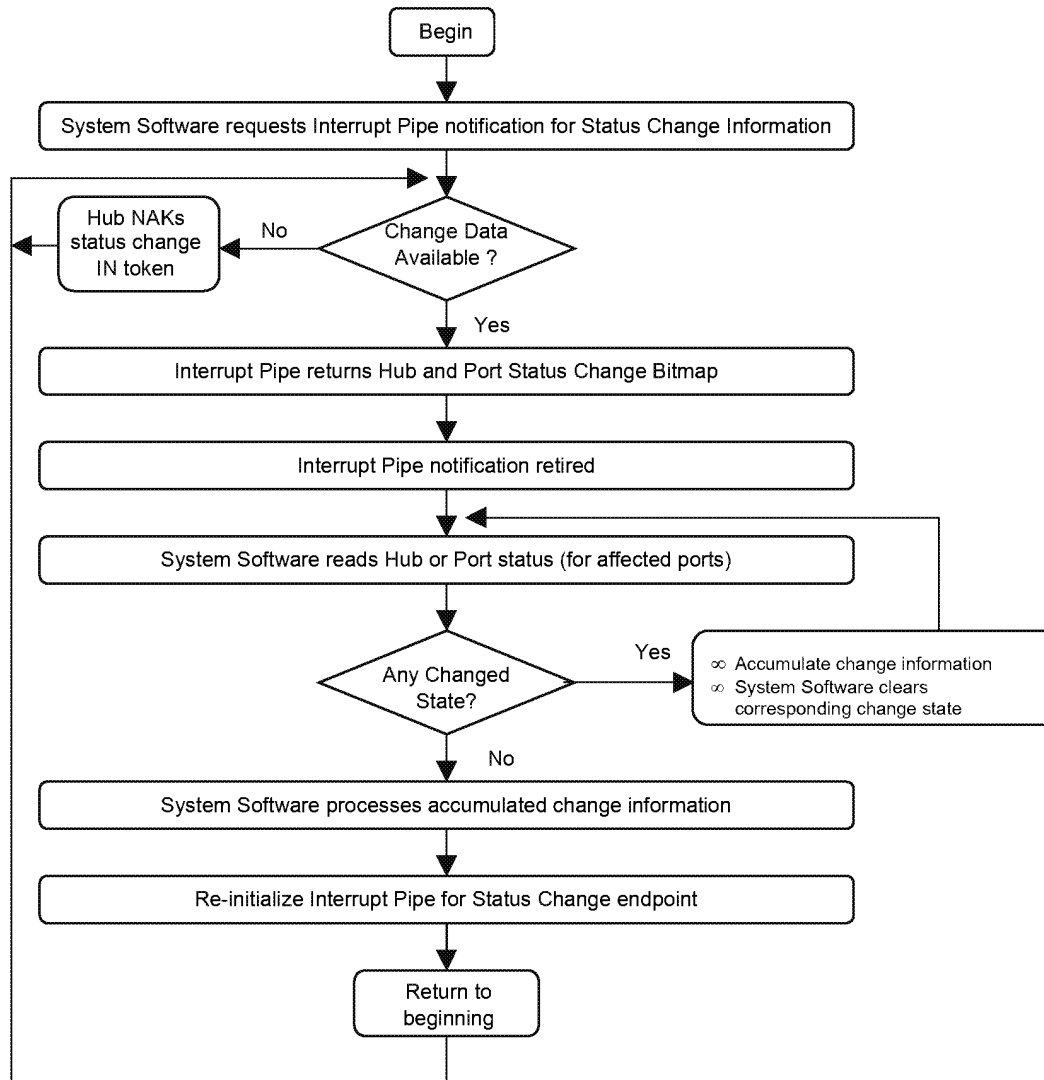 Begin
System Software requests Interrupt Pipe notification for Status Change Information
Hub NAKs
status change
IN token
No
Change Data
Available ?
Yes
Interrupt Pipe returns Hub and Port Status Change Bitmap
Interrupt Pipe notification retired
System Software reads Hub or Port status (for affected ports)
Any Changed
State?
Yes
∞ Accumulate change information
∞ System Software clears
corresponding change state
No
System Software processes accumulated change information
Re-initialize Interrupt Pipe for Status Change endpoint
Return to
beginning